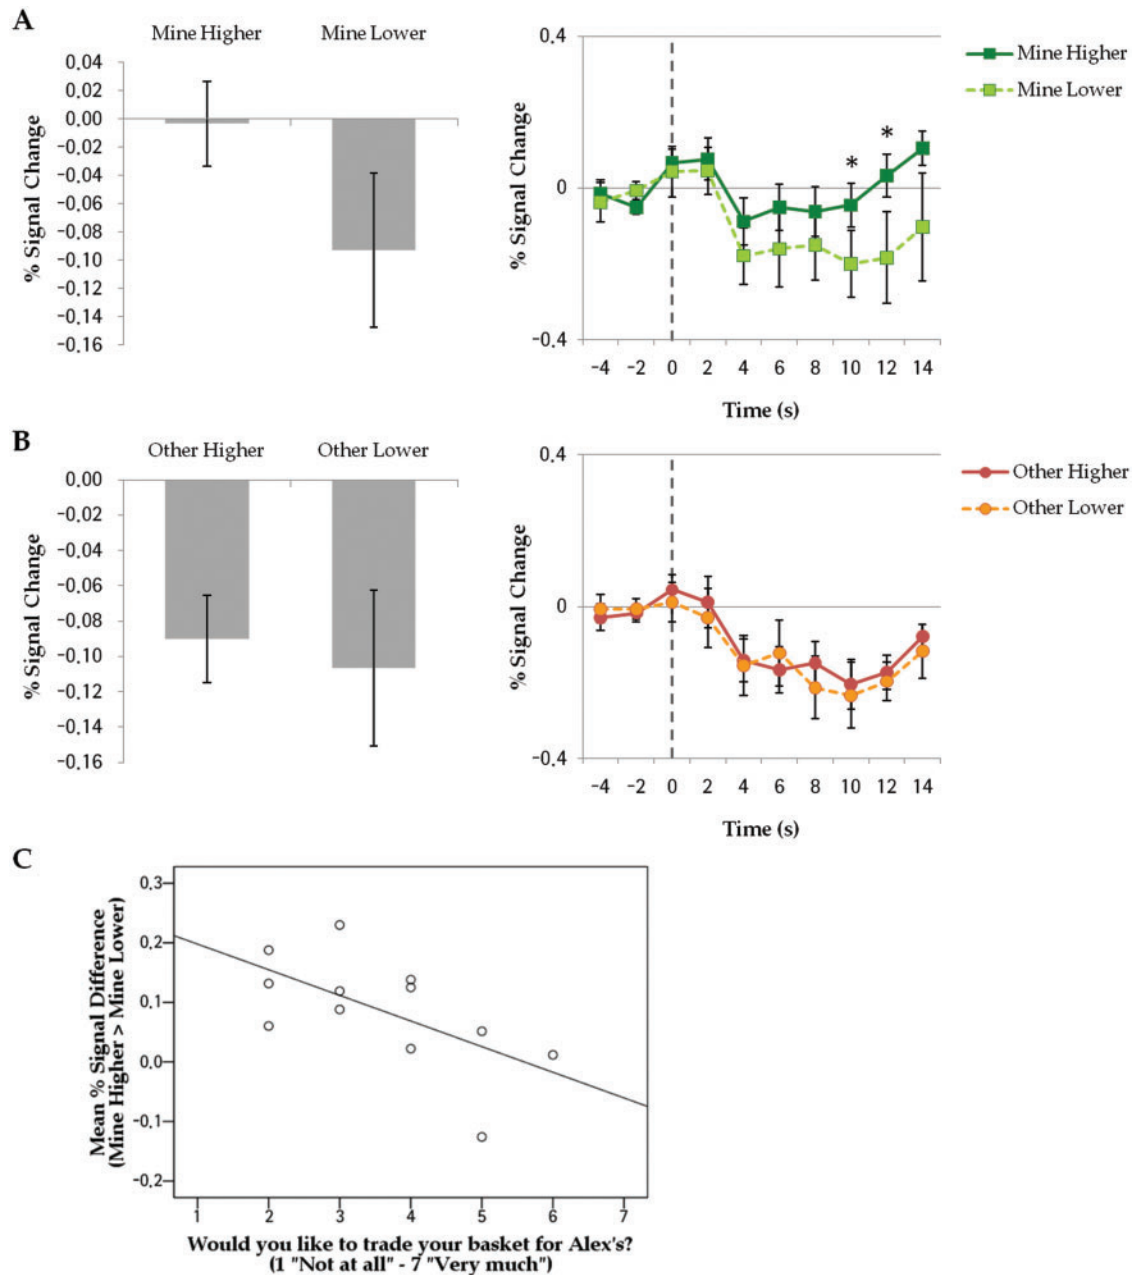 A
Mine Higher
Mine Lower
% Signal Change
0.04
0.02
0.00
-0.02
-0.04
-0.06
-0.08
-0.10
-0.12
-0.14
-0.16
% Signal Change
0.4
0
-0.4
* *
-4 -2 0 2 4 6 8 10 12 14
Time (s)
Mine Higher
Mine Lower
B
Other Higher
Other Lower
% Signal Change
0.00
-0.02
-0.04
-0.06
-0.08
-0.10
-0.12
-0.14
-0.16
% Signal Change
0.4
0
-0.4
-4 -2 0 2 4 6 8 10 12 14
Time (s)
Other Higher
Other Lower
C
Mean % Signal Difference
(Mine Higher > Mine Lower)
0.3
0.2
0.1
0.0
-0.1
-0.2
1 2 3 4 5 6 7
Would you like to trade your basket for Alex's?
(1 "Not at all" - 7 "Very much")